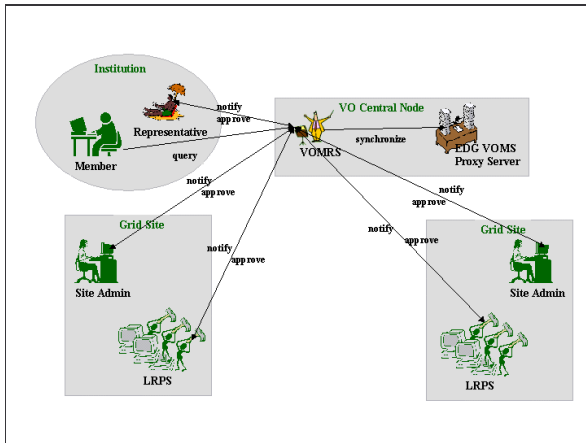 Institution
notify
approve
Representative
Member
query
VO Central Node
VOMRS
synchronize
EDG VOMS
Proxy Server
notify
approve
notify
approve
Grid Site
notify
approve
Site Admin
LRPS
notify
approve
Grid Site
Site Admin
LRPS